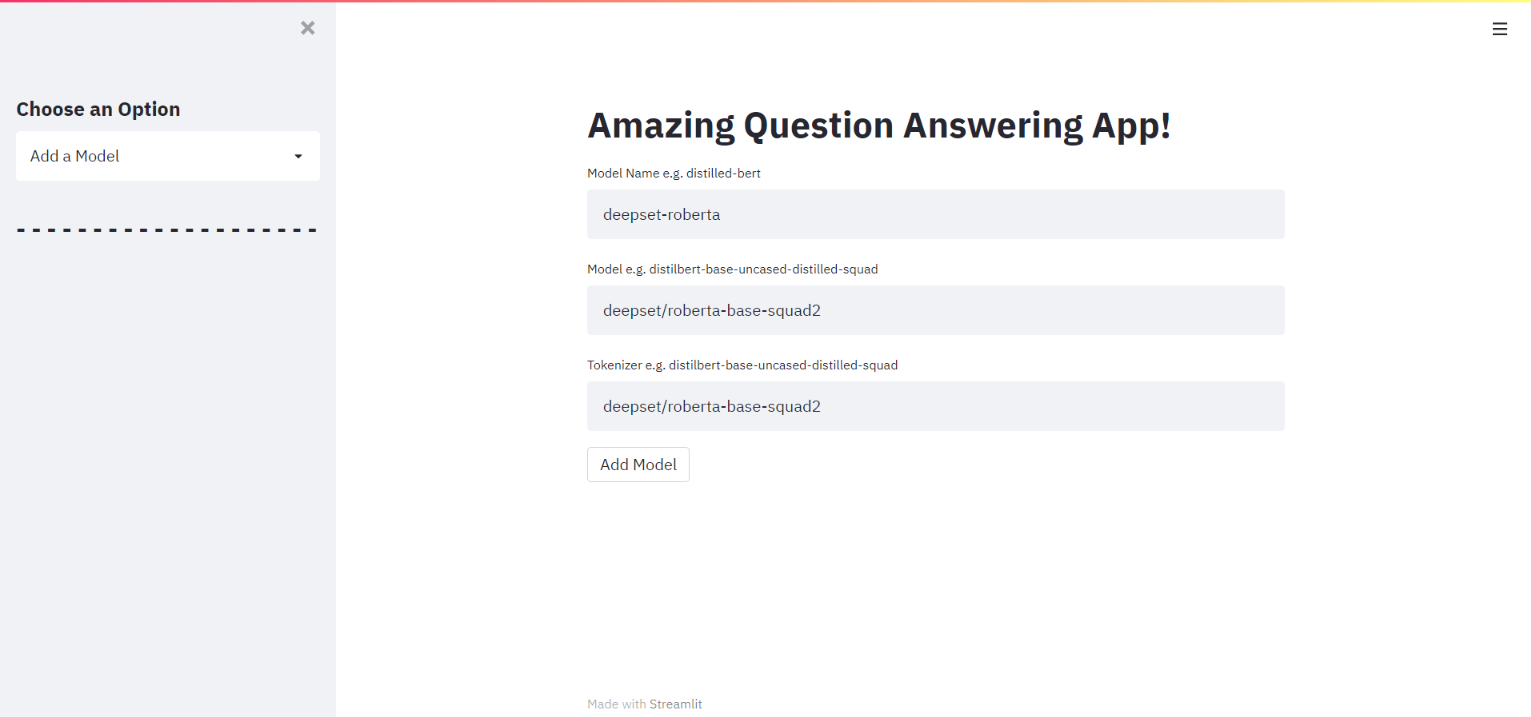 Choose an Option
Add a Model
- - - - - - - - - - - - - - - - - - - -
Amazing Question Answering App!
Model Name e.g. distilled-bert
deepset-roberta
Model e.g. distilbert-base-uncased-distilled-squad
deepset/roberta-base-squad2
Tokenizer e.g. distilbert-base-uncased-distilled-squad
deepset/roberta-base-squad2
Add Model
Made with Streamlit